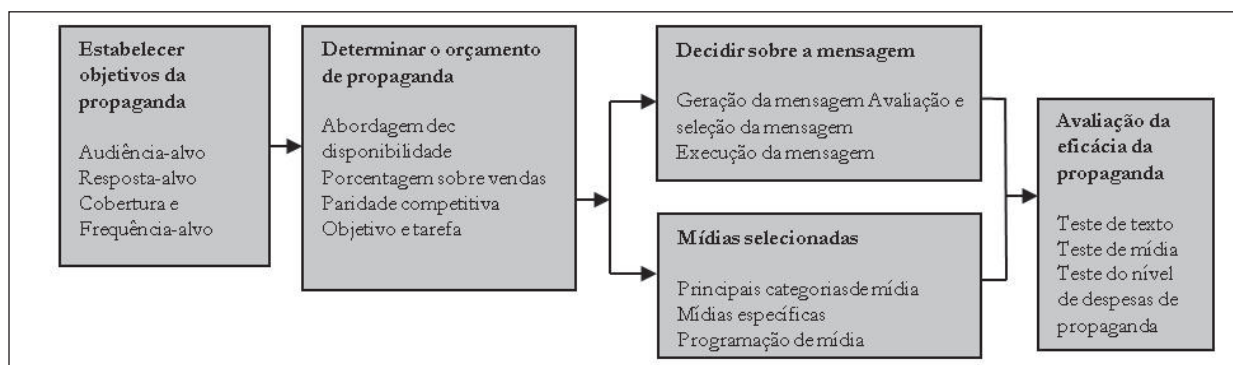 Estabelecer
objetivos da
propaganda
Audiência-alvo
Resposta-alvo
Cobertura e
Frequência-alvo
Determinar o orçamento
de propaganda
Abordagem dec
disponibilidade
Porcentagem sobre vendas
Paridade competitiva
Objetivo e tarefa
Decidir sobre a mensagem
Geração da mensagem Avaliação e
seleção da mensagem
Execução da mensagem
Mídias selecionadas
Principais categoriasde mídia
Mídias específicas
Programação de mídia
Avaliação da
eficácia da
propaganda
Teste de texto
Teste de mídia
Teste do nível
de despesas de
propaganda